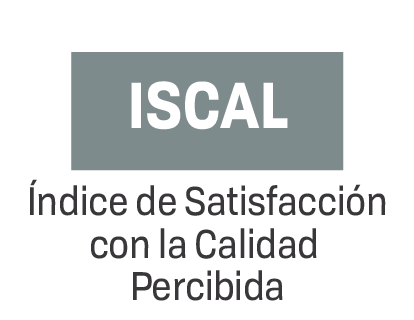 ISCAL
Índice de Satisfacción
con la Calidad
Percibida